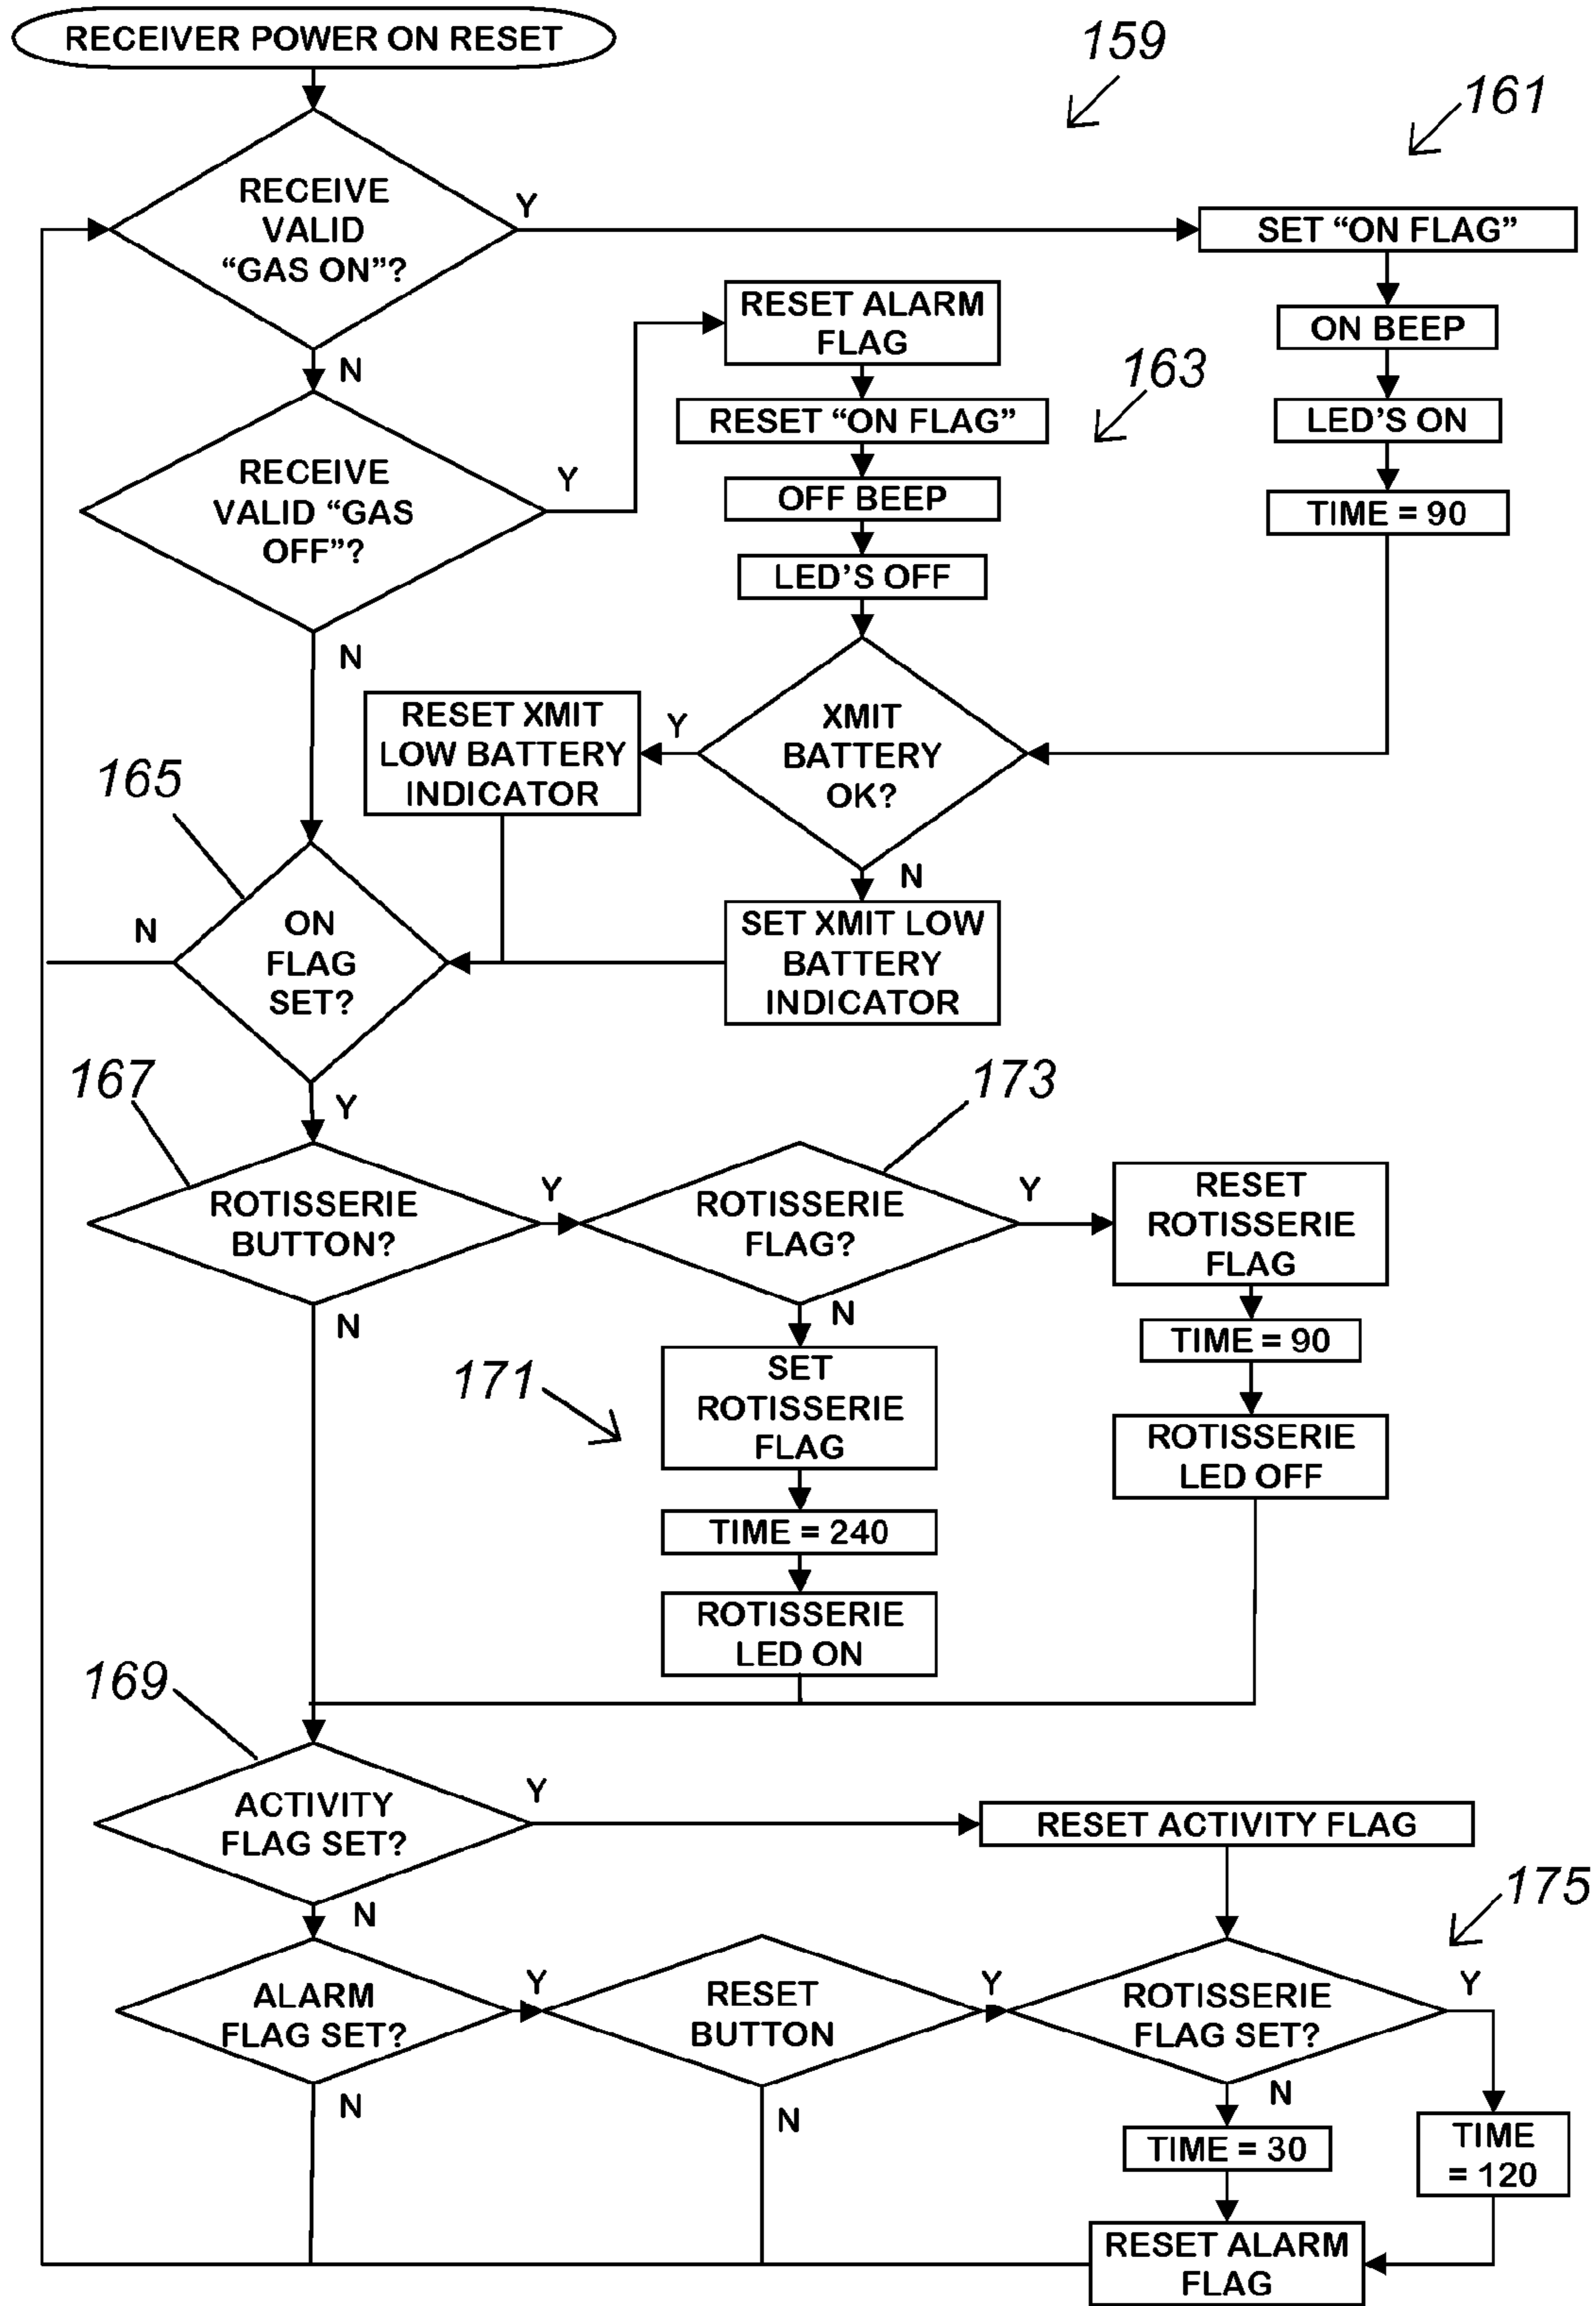 RECEIVER POWER ON RESET
159
161
RECEIVE
VALID
“GAS ON”?
Y
SET “ON FLAG”
ON BEEP
LED’S ON
TIME = 90
N
RECEIVE
VALID “GAS
OFF”?
Y
RESET ALARM
FLAG
163
RESET “ON FLAG”
OFF BEEP
LED’S OFF
XMIT
BATTERY
OK?
Y
RESET XMIT
LOW BATTERY
INDICATOR
N
SET XMIT LOW
BATTERY
INDICATOR
N
165
ON
FLAG
SET?
N
Y
167
ROTISSERIE
BUTTON?
Y
173
ROTISSERIE
FLAG?
Y
RESET
ROTISSERIE
FLAG
TIME = 90
ROTISSERIE
LED OFF
N
N
171
SET
ROTISSERIE
FLAG
TIME = 240
ROTISSERIE
LED ON
169
ACTIVITY
FLAG SET?
Y
RESET ACTIVITY FLAG
175
N
ALARM
FLAG SET?
Y
RESET
BUTTON
Y
ROTISSERIE
FLAG SET?
Y
N
N
N
TIME = 30
TIME
= 120
RESET ALARM
FLAG